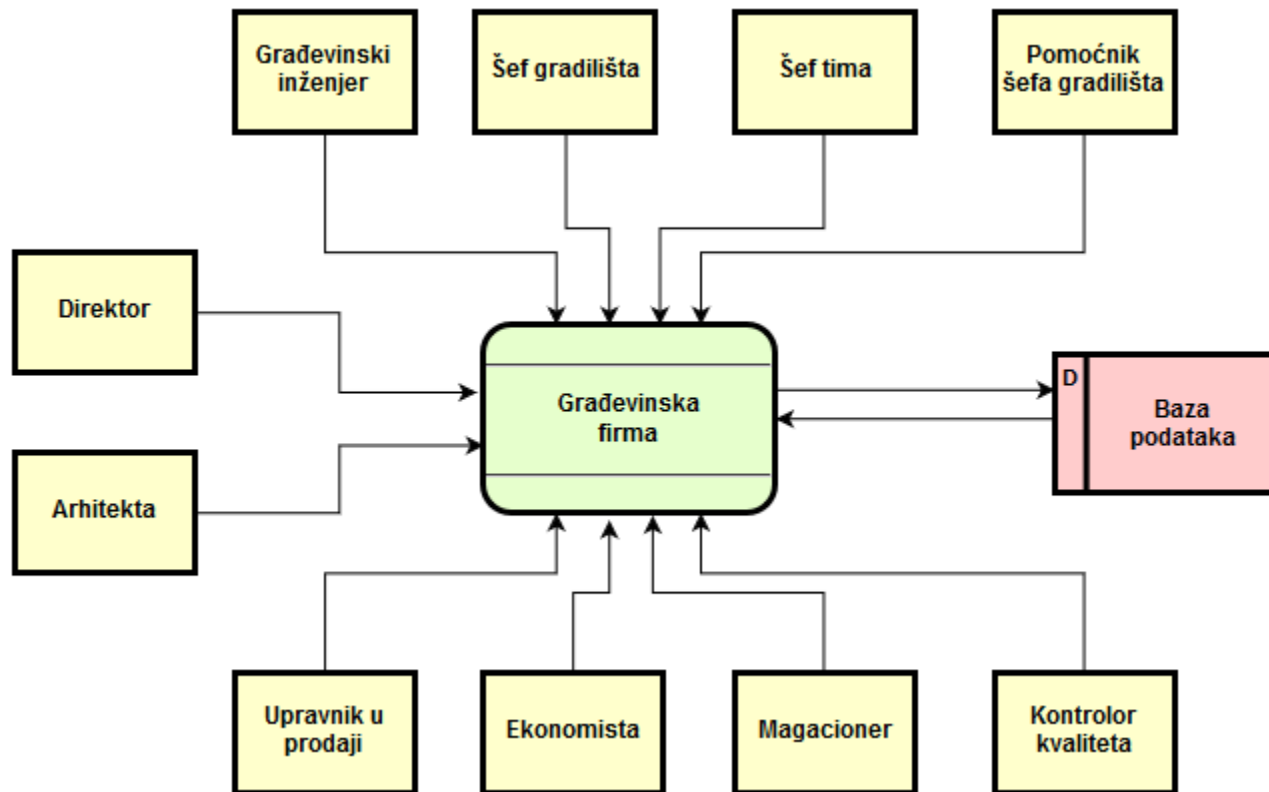 Građevinski
inženjer
Šef gradilišta
Šef tima
Pomoćnik
šefa gradilišta
Direktor
Građevinska
firma
D
Baza
podataka
Arhitekta
Upravnik u
prodaji
Ekonomista
Magacioner
Kontrolor
kvaliteta